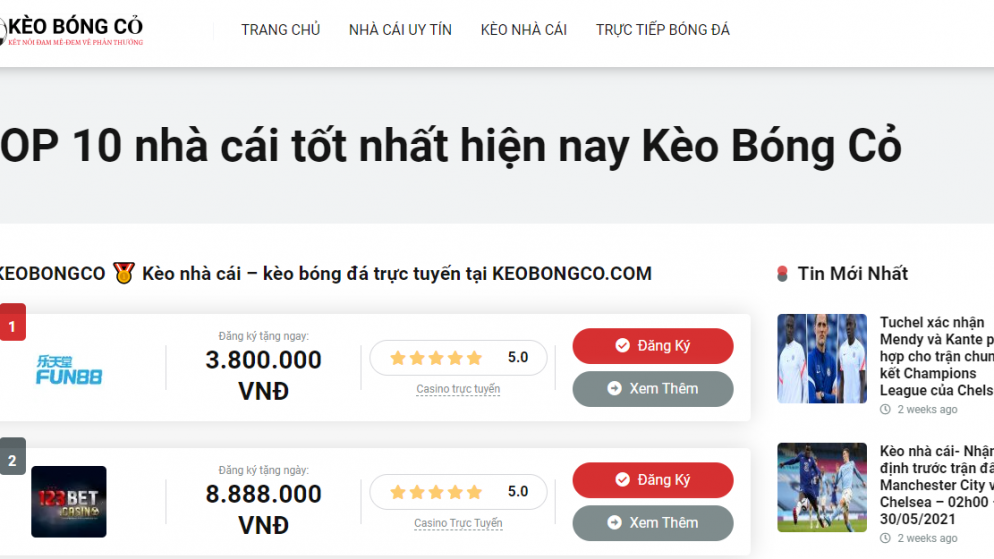 KÈO BÓNG CỎ
KẾT NỐI ĐAM MÊ-ĐEM VỀ PHẦN THƯỞNG
TRANG CHỦ
NHÀ CÁI UY TÍN
KÈO NHÀ CÁI
TRỰC TIẾP BÓNG ĐÁ
OP 10 nhà cái tốt nhất hiện nay Kèo Bóng Cỏ
KEOBONGCO 🥇 Kèo nhà cái – kèo bóng đá trực tuyến tại KEOBONGCO.COM
1
乐天堂
FUN88
Đăng ký tặng ngay:
3.800.000
VNĐ
5.0
Casino trực tuyến
Đăng Ký
Xem Thêm
2
123BET
CASINO
Đăng ký tặng ngày:
8.888.000
VNĐ
5.0
Casino Trực Tuyến
Đăng Ký
Xem Thêm
Tin Mới Nhất
Tuchel xác nhận
Mendy và Kante p
hợp cho trận chun
kết Champions
League của Chels
2 weeks ago
Kèo nhà cái- Nhận
định trước trận đấ
Manchester City v
Chelsea – 02h00
30/05/2021
2 weeks ago